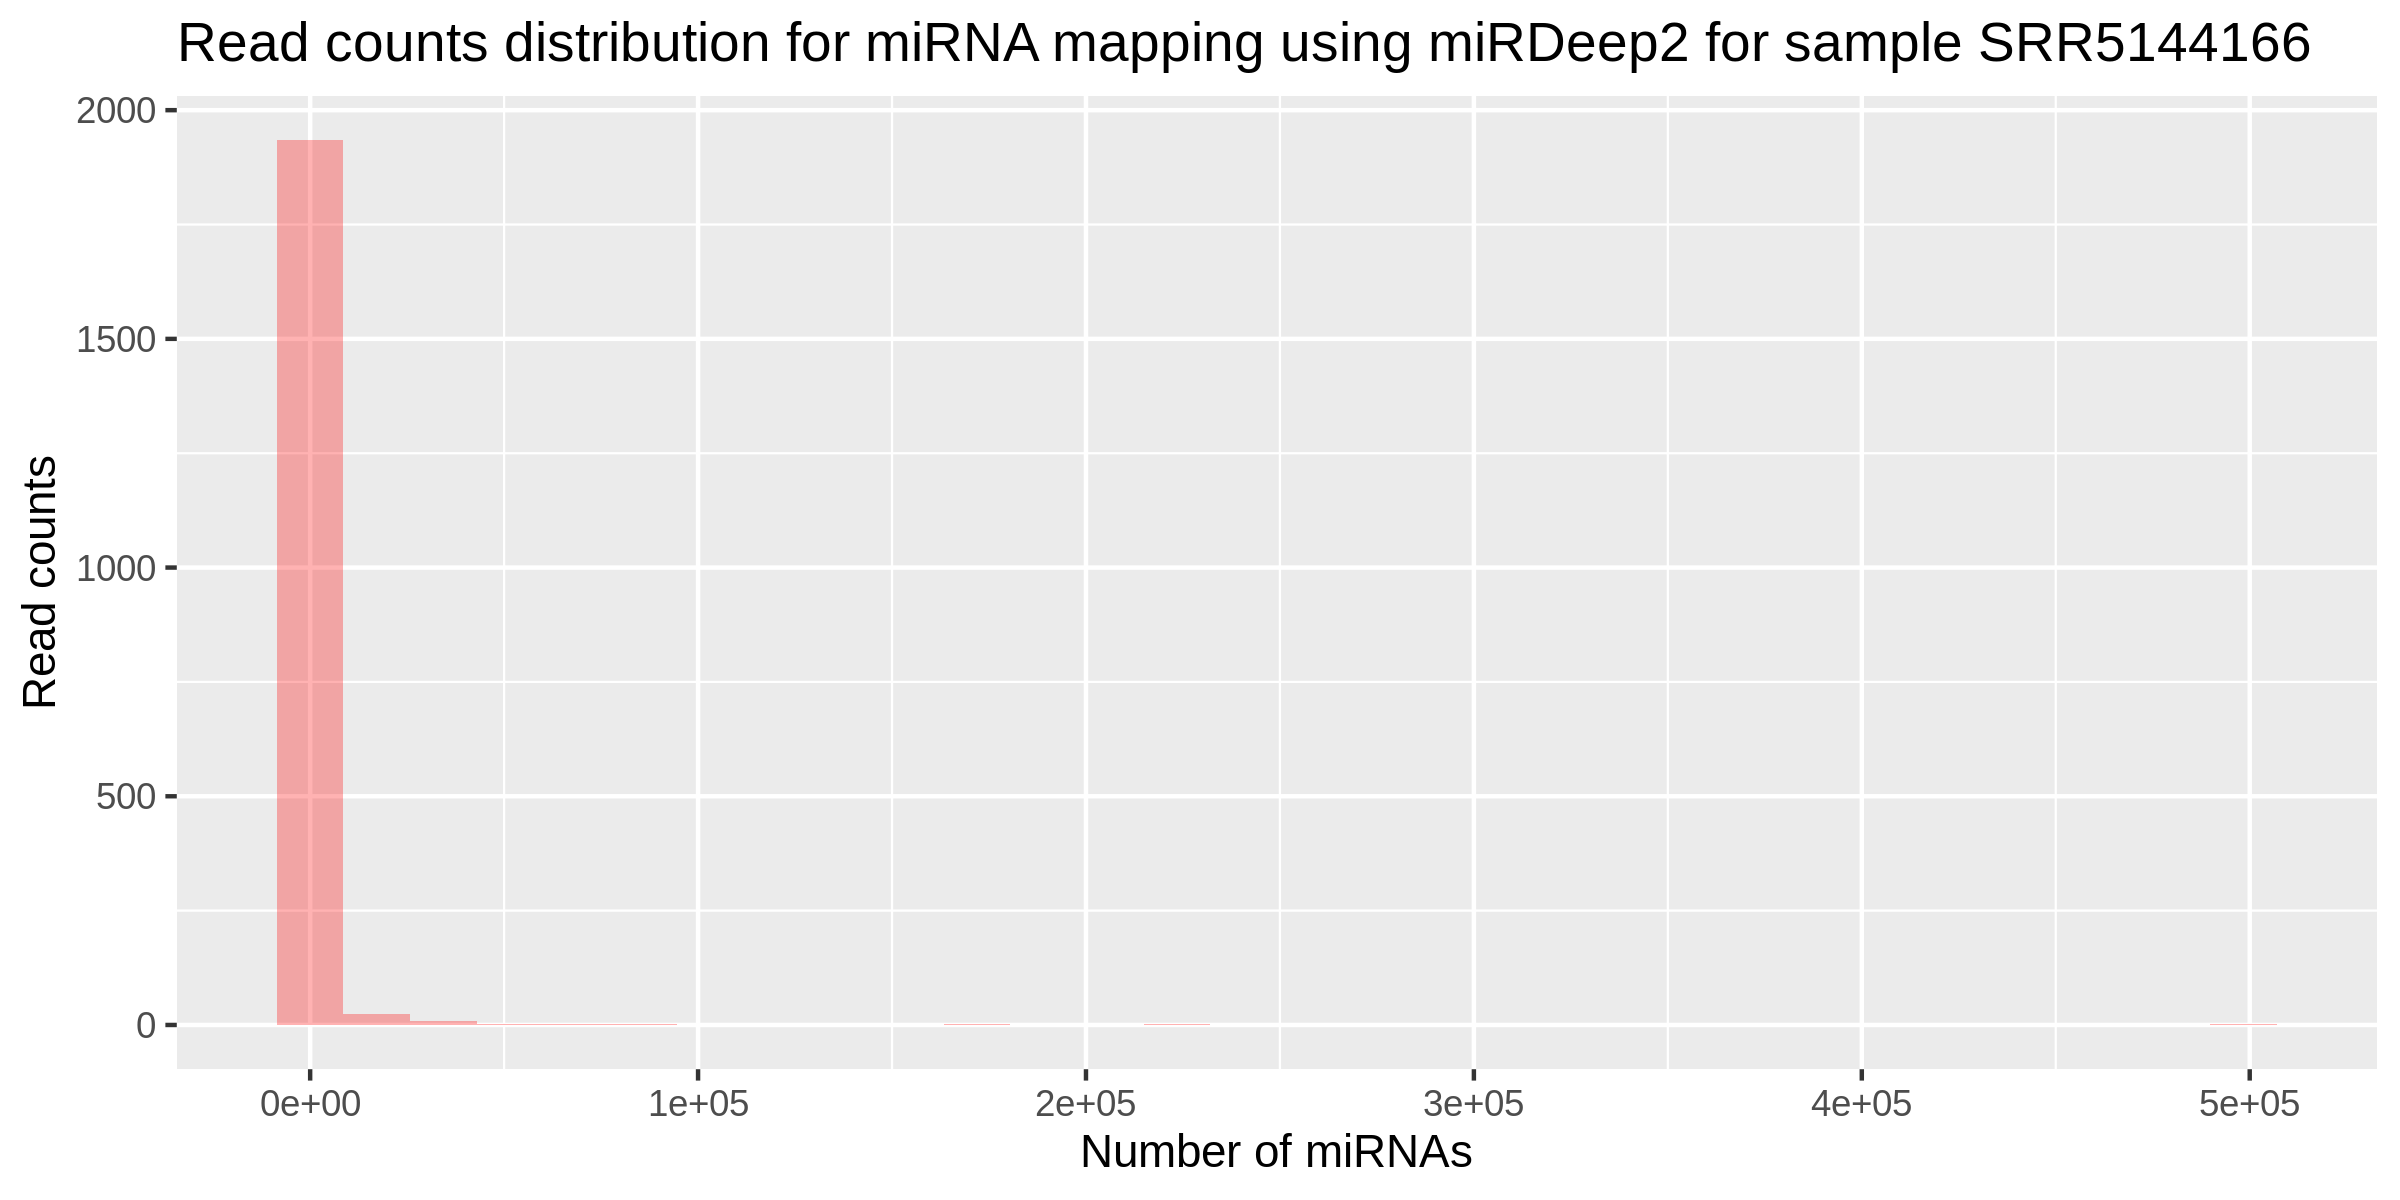 Read counts distribution for miRNA mapping using miRDeep2 for sample SRR5144166
2000
1500
1000
500
0
Read counts
0e+00 1e+05 2e+05 3e+05 4e+05 5e+05
Number of miRNAs